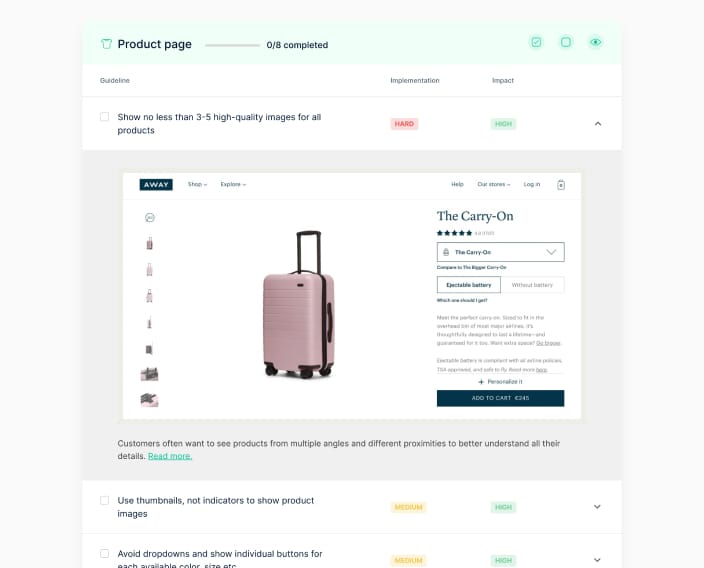 Product page
0/8 completed
Guideline Implementation Impact
Show no less than 3-5 high-quality images for all
products
HARD HIGH
AWAY Shop Explore Help Our stores Log in
The Carry-On
The Carry-On
Compare to The Bigger Carry-On
Ejectable battery Without battery
Which one should I get?
Meet the perfect carry-on. Sized to fit in the
overhead bin of most major airlines, it's
thoughtfully designed to last a lifetime—and
guaranteed for it too. Want extra space? Go bigger.
Ejectable battery is compliant with all airline policies,
TSA approved, and safe to fly. Read more here
+ Personalize it
ADD TO CART €245
Customers often want to see products from multiple angles and different proximities to better understand all their
details. Read more.
Use thumbnails, not indicators to show product
images
MEDIUM HIGH
Avoid dropdowns and show individual buttons for
each available color, size etc
MEDIUM HIGH